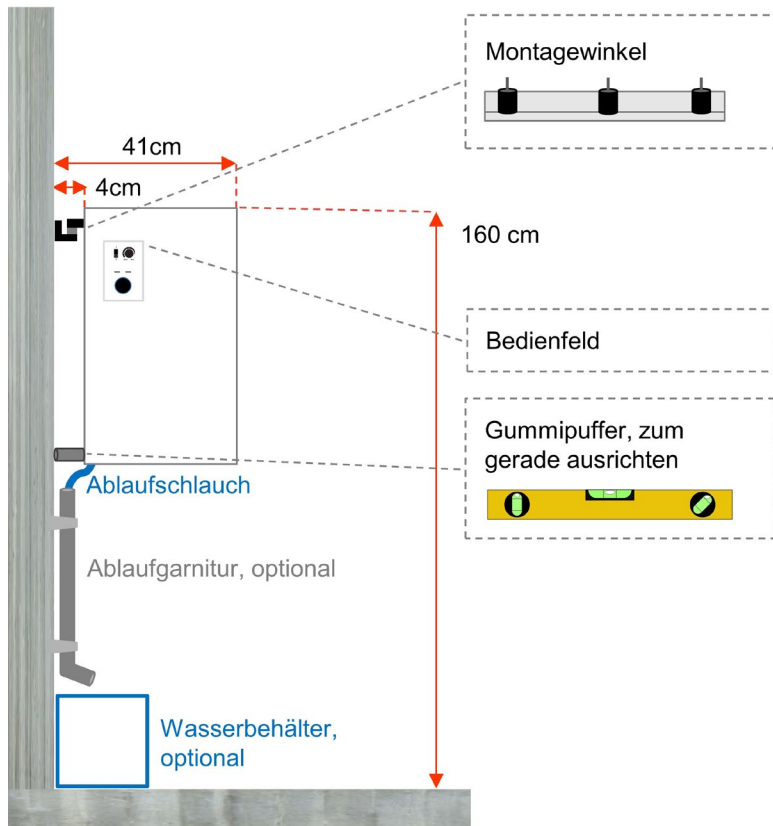 Montagewinkel
41cm
4cm
160 cm
Bedienfeld
Gummipuffer, zum
gerade ausrichten
Ablaufschlauch
Ablaufgarnitur, optional
Wasserbehälter,
optional